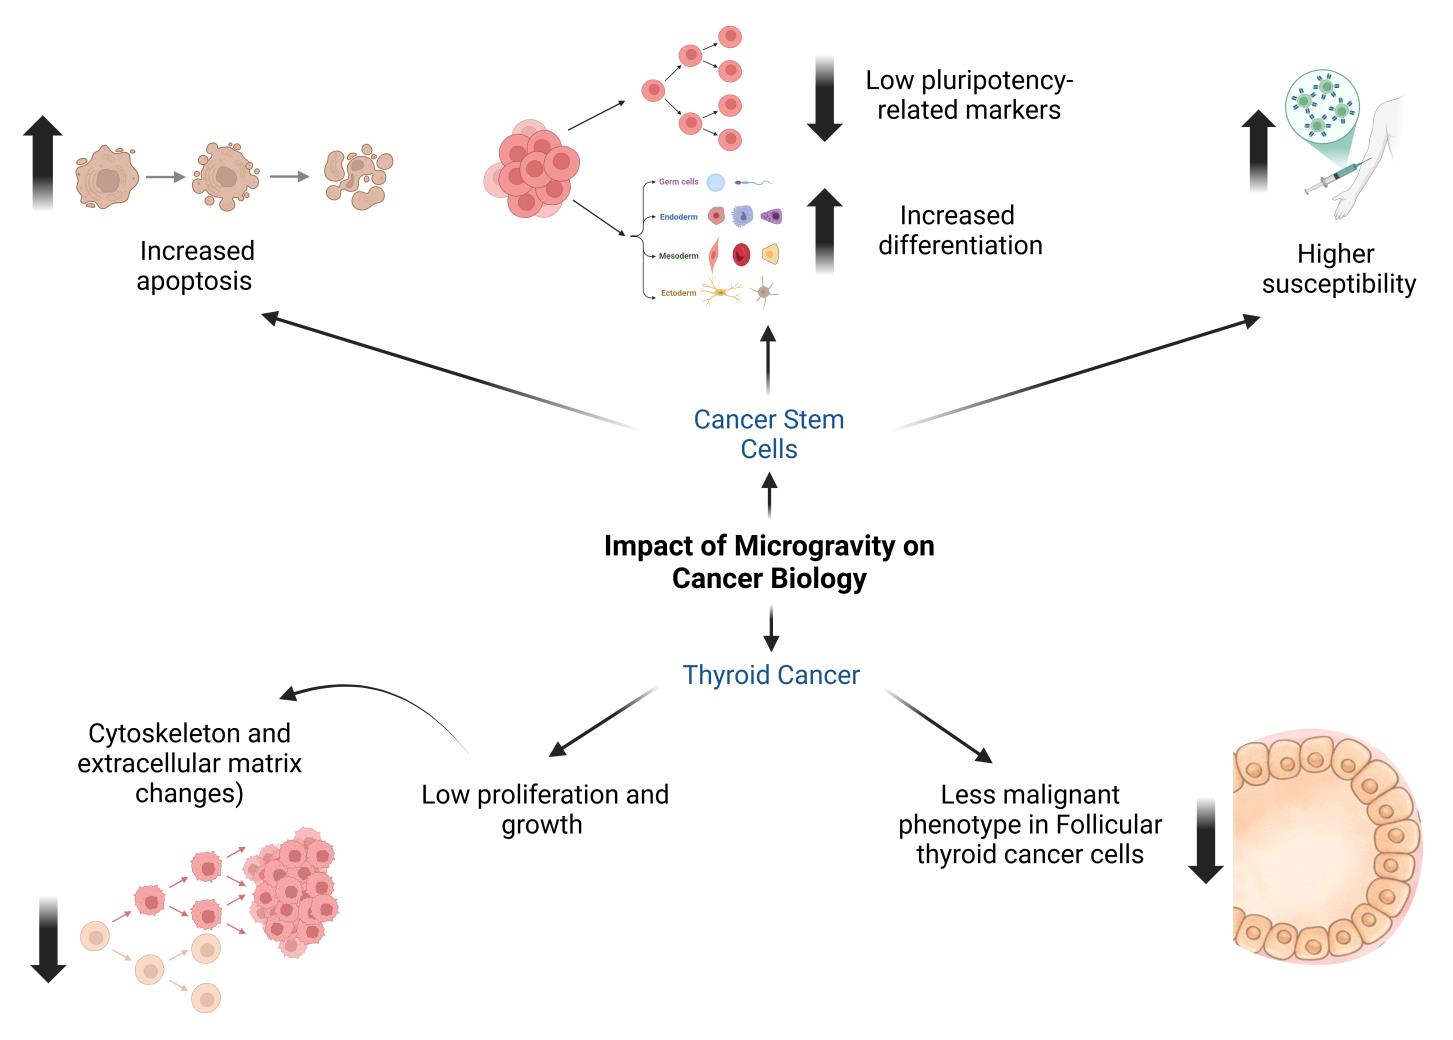 Low pluripotency-
related markers
Germ cells
Endoderm
Mesoderm
Ectoderm
Increased
differentiation
Increased
apoptosis
Higher
susceptibility
Cancer Stem
Cells
Impact of Microgravity on
Cancer Biology
Thyroid Cancer
Cytoskeleton and
extracellular matrix
changes)
Low proliferation and
growth
Less malignant
phenotype in Follicular
thyroid cancer cells